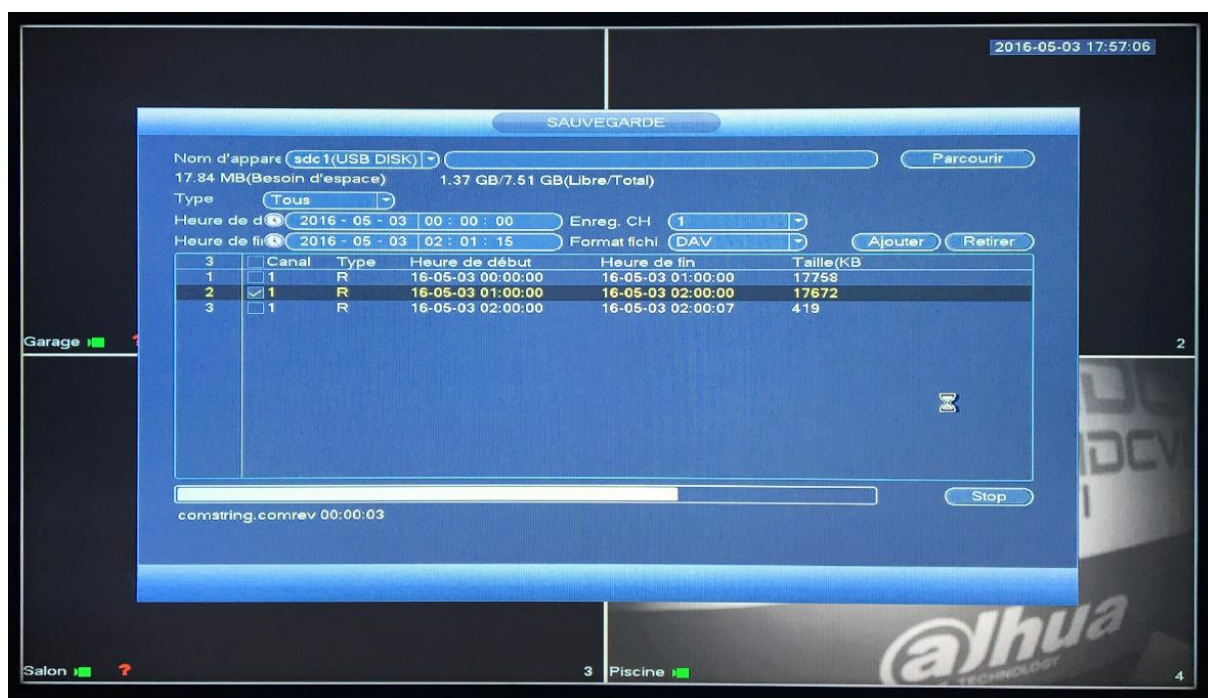 2016-05-03 17:57:06
SAUVEGARDE
Nom d'appare sdc1(USB DISK) Parcourir
17.84 MB(Besoin d'espace) 1.37 GB/7.51 GB(Libre/Total)
Type Tous
Heure de d 2016 - 05 - 03 00 : 00 : 00 Enreg. CH 1
Heure de fi 2016 - 05 - 03 02 : 01 : 15 Format fichi DAV Ajouter Retirer
3 Canal Type Heure de début Heure de fin Taille(KB
1 1 R 16-05-03 00:00:00 16-05-03 01:00:00 17758
2 1 R 16-05-03 01:00:00 16-05-03 02:00:00 17672
3 1 R 16-05-03 02:00:00 16-05-03 02:00:07 419
Garage ? 2
DC
HDCVI
Stop
comstring.comrev 00:00:03
alhua
TECHNOLOGY
Salon ? 3 Piscine 4